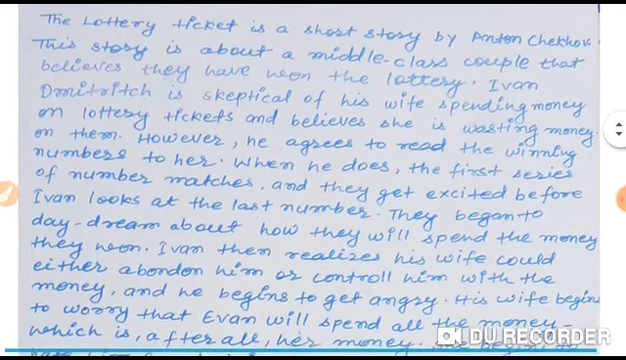 The Lottery ticket is a short story by Anton Chekhov.
This story is about a middle-class couple that
believes they have won the lottery. Ivan
Dmitritch is skeptical of his wife spending money
on lottery tickets and believes she is wasting money
on them. However, he agrees to read the winning
numbers to her. When he does, the first series
of number matches, and they get excited before
Ivan looks at the last number. They began to
day-dream about how they will spend the money
they won. Ivan then realizes his wife could
either abondon him or controll him with the
money, and he begins to get angry. His wife begins
to worry that Evan will spend all the money-
which is, after all, her money. She begins to
DU RECORDER